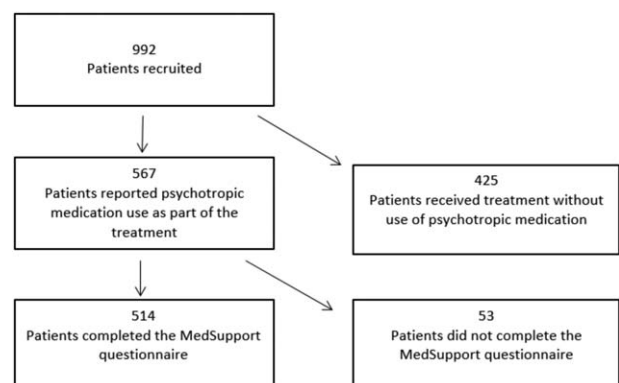 992
Patients recruited
567
Patients reported psychotropic
medication use as part of the
treatment
425
Patients received treatment without
use of psychotropic medication
514
Patients completed the MedSupport
questionnaire
53
Patients did not complete the
MedSupport questionnaire